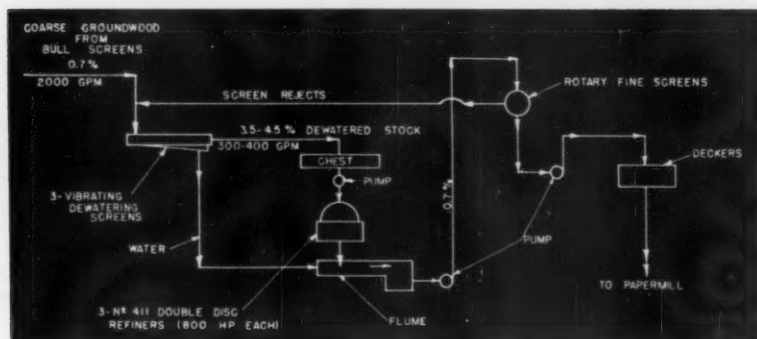 COARSE GROUNDWOOD
FROM
BULL SCREENS
0.7%
2000 GPM
SCREEN REJECTS
ROTARY FINE SCREENS
3.5-4.5 % DEWATERED STOCK
300-400 GPM
CHEST
DECKERS
PUMP
3-VIBRATING
DEWATERING
SCREENS
0.7%
WATER
PUMP
TO PAPERMILL
3-Nº 411 DOUBLE DISC
REFINERS (800 HP EACH)
FLUME